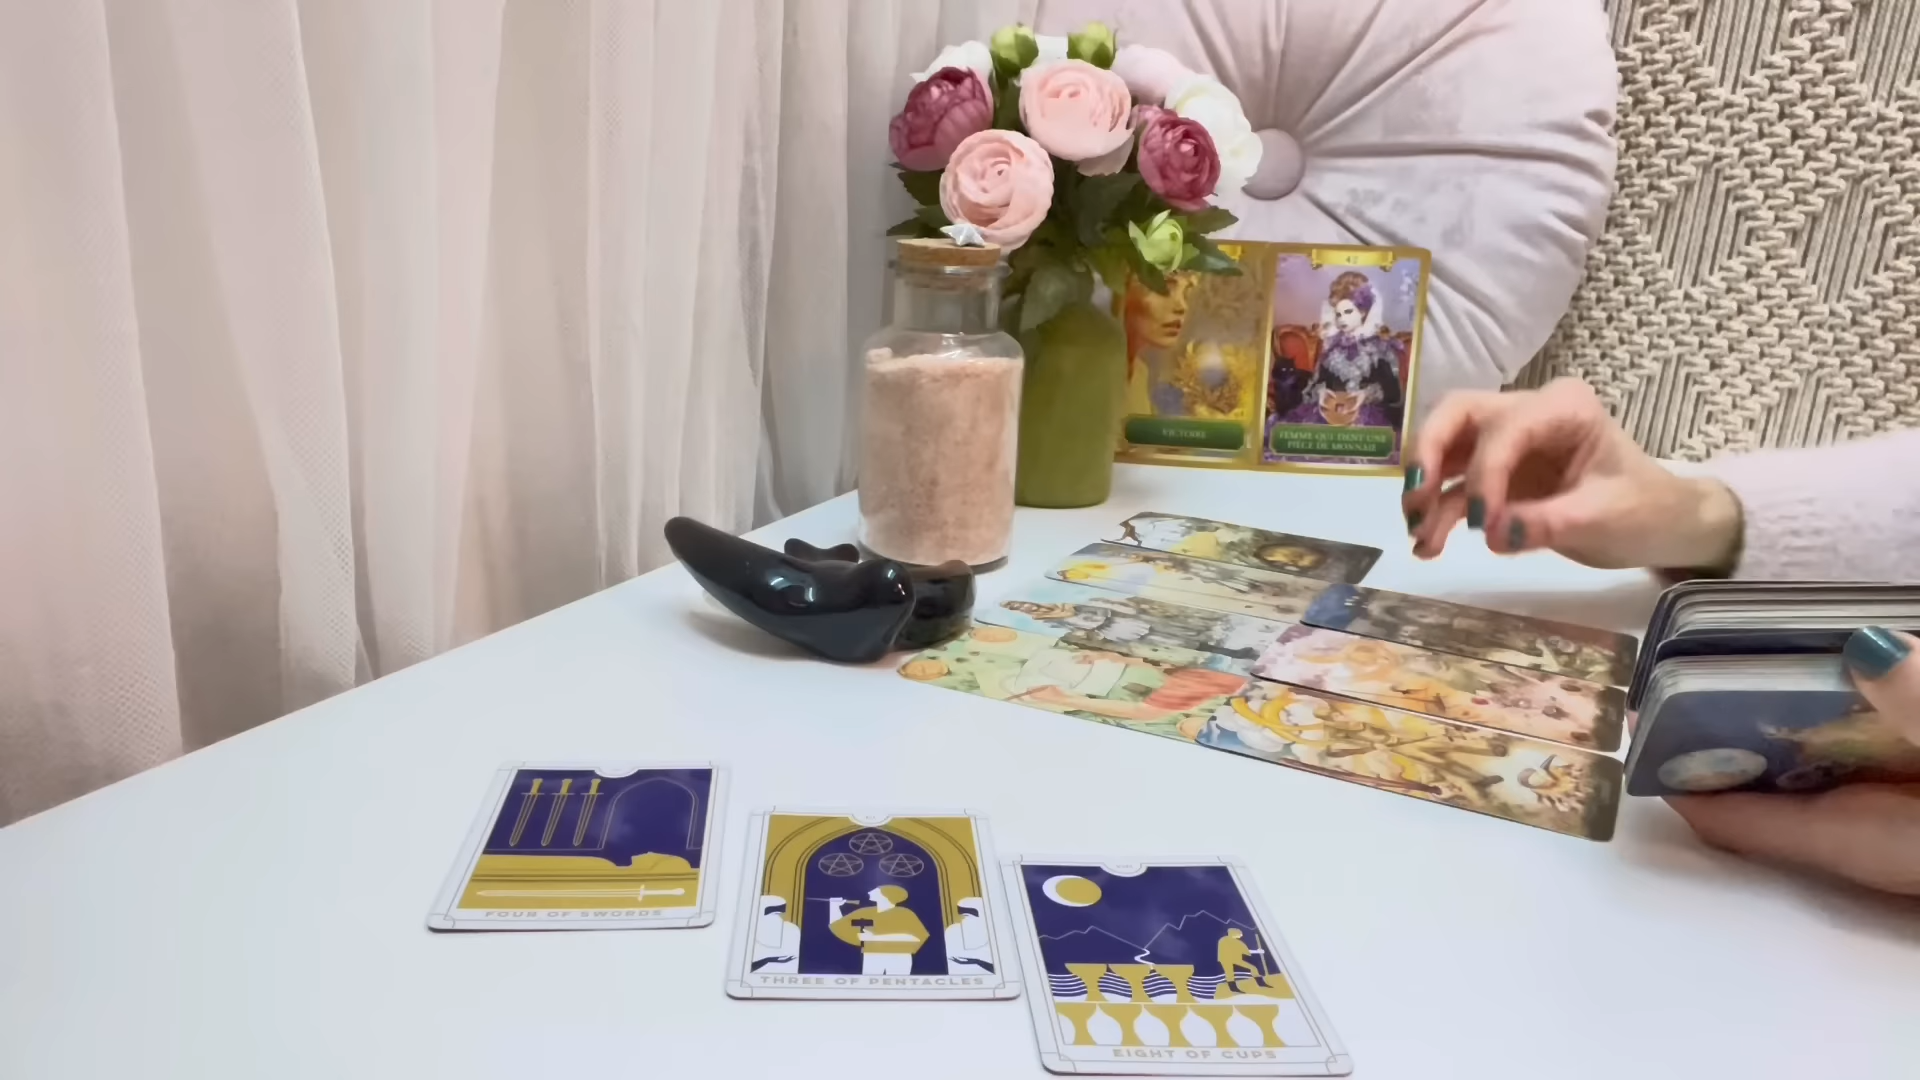 42
VICTOIRE
FEMME QUI TIENT UNE
PIÈCE DE MONNAIE
FOUR OF SWORDS
THREE OF PENTACLES
EIGHT OF CUPS